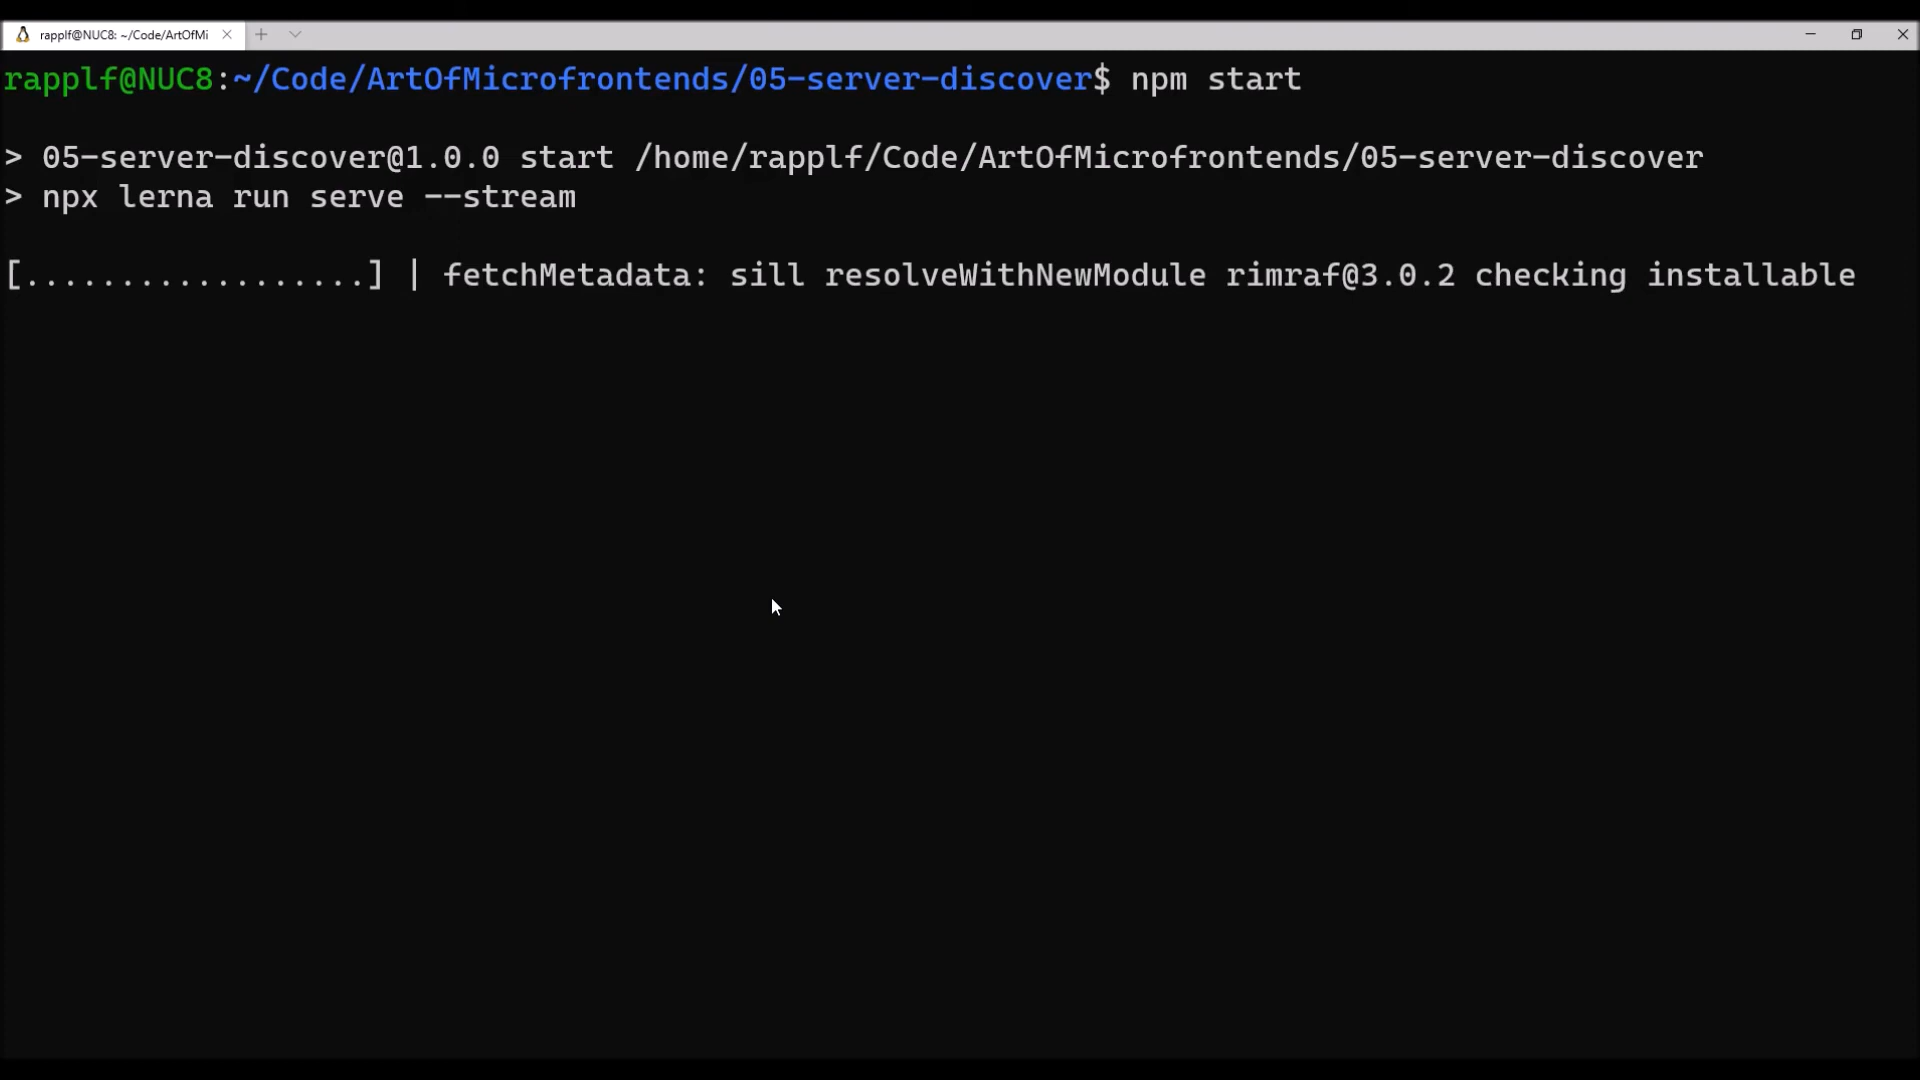 rapplf@NUC8: ~/Code/ArtOfMi
rapplf@NUC8:~/Code/ArtOfMicrofrontends/05-server-discover$ npm start
> 05-server-discover@1.0.0 start /home/rapplf/Code/ArtOfMicrofrontends/05-server-discover
> npx lerna run serve --stream
[..................] | fetchMetadata: sill resolveWithNewModule rimraf@3.0.2 checking installable